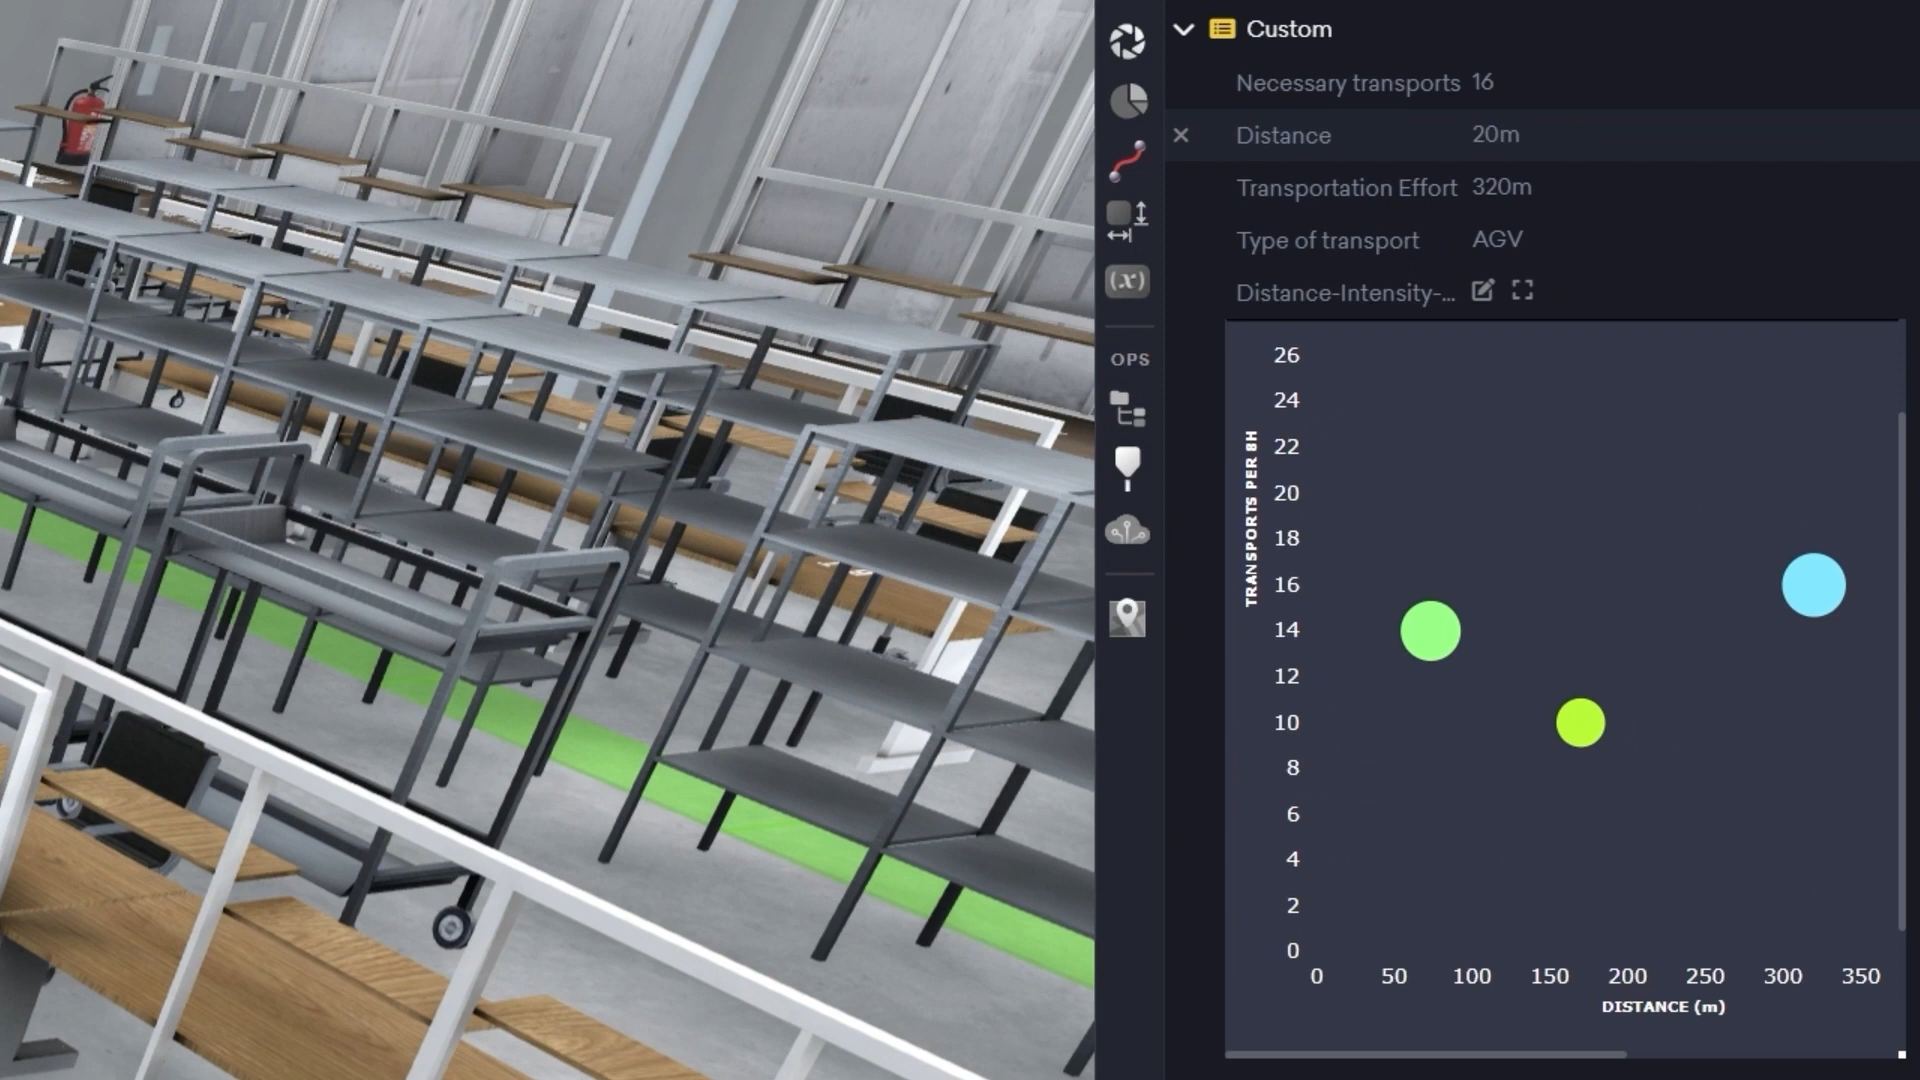 Custom
Necessary transports 16
Distance 20m
Transportation Effort 320m
Type of transport AGV
Distance-Intensity-...
(x)
OPS
26
24
22
20
18
16
14
12
10
8
6
4
2
0
TRANSPORTS PER 8H
0 50 100 150 200 250 300 350
DISTANCE (m)